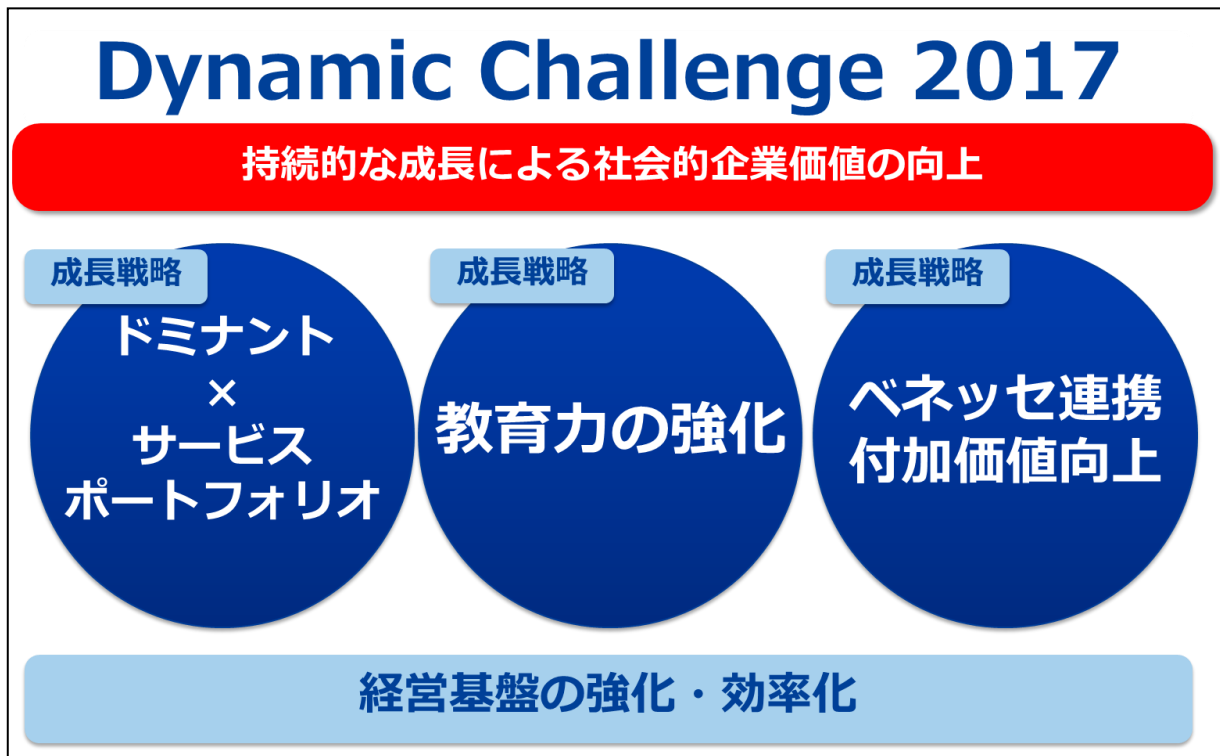 Dynamic Challenge 2017
持続的な成長による社会的企業価値の向上
成長戦略
ドミナント
×
サービス
ポートフォリオ
成長戦略
教育力の強化
成長戦略
ベネッセ連携
付加価値向上
経営基盤の強化・効率化